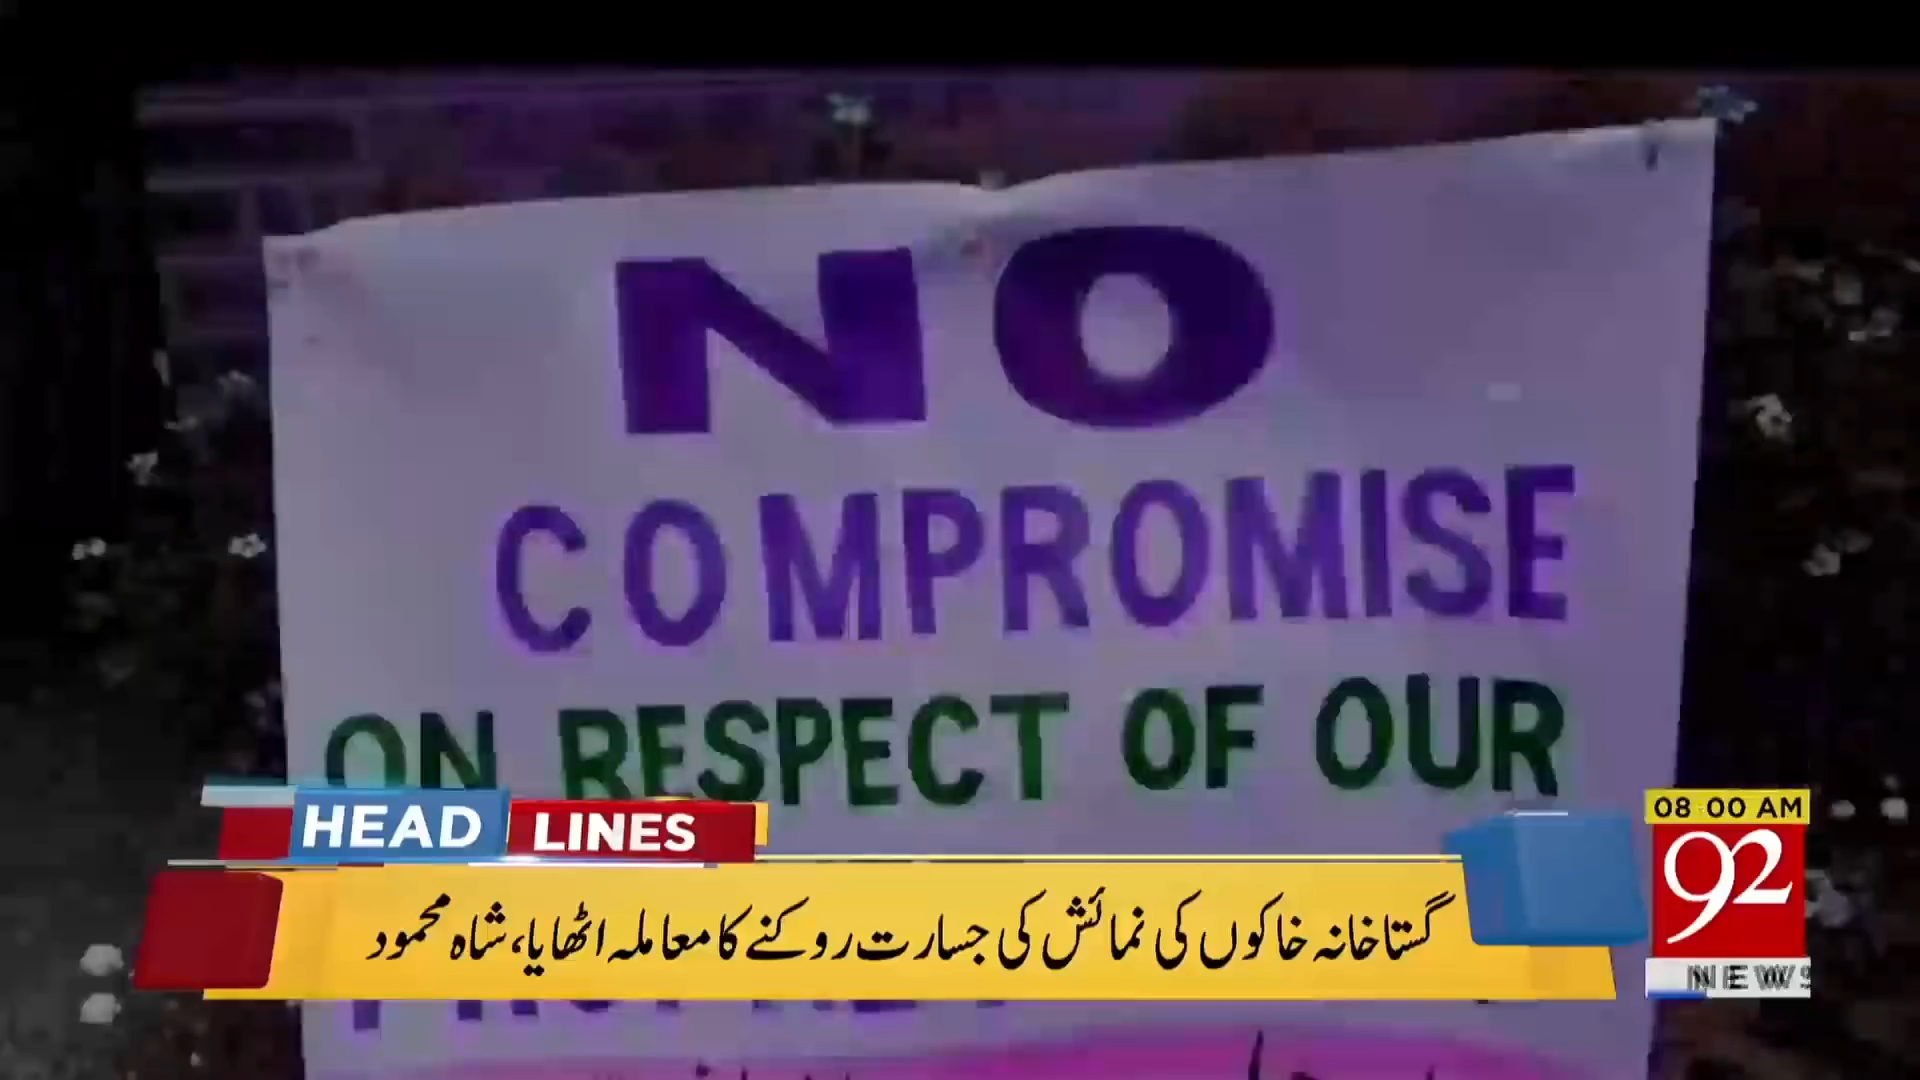 NO
COMPROMISE
ON RESPECT OF OUR
HEAD LINES
08:00 AM
92
NEWS
گستاخانہ خاکوں کی نمائش کی جسارت روکنے کا معاملہ اٹھایا، شاہ محمود